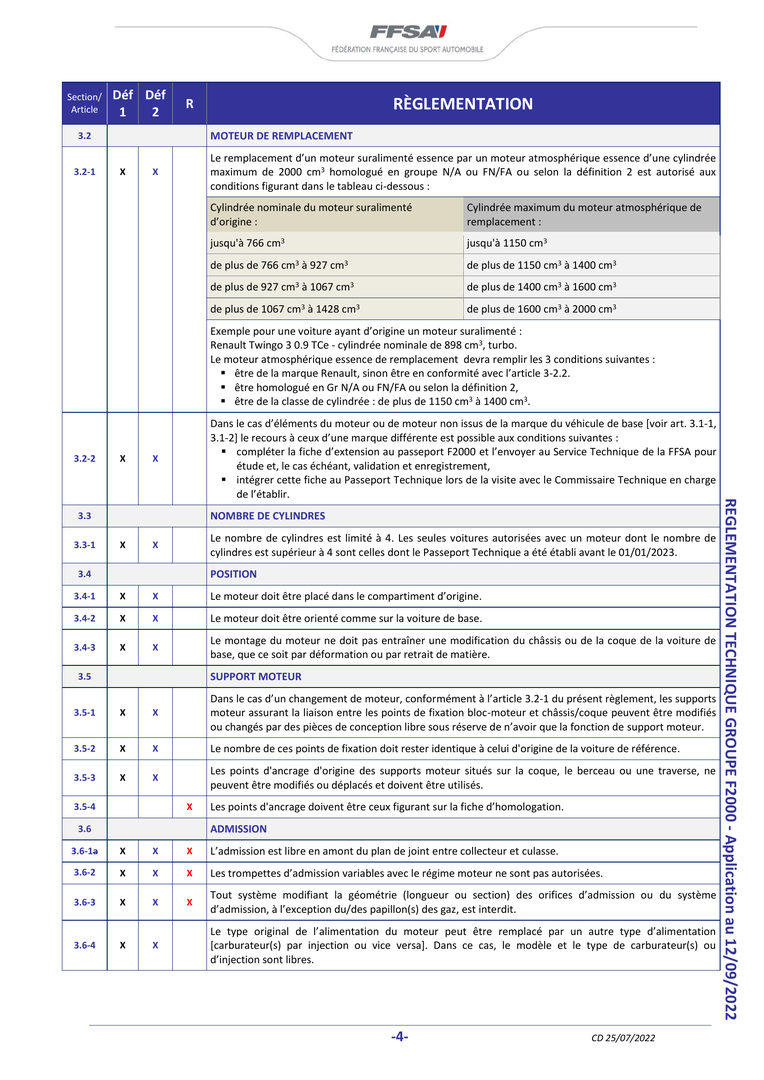 FFSA
FÉDÉRATION FRANÇAISE DU SPORT AUTOMOBILE
Section/
Article
Déf
1
Déf
2
R
RÈGLEMENTATION
3.2
MOTEUR DE REMPLACEMENT
3.2-1 X X
Le remplacement d'un moteur suralimenté essence par un moteur atmosphérique essence d'une cylindrée
maximum de 2000 cm³ homologué en groupe N/A ou FN/FA ou selon la définition 2 est autorisé aux
conditions figurant dans le tableau ci-dessous :
Cylindrée nominale du moteur suralimenté
d'origine :
Cylindrée maximum du moteur atmosphérique de
remplacement :
jusqu'à 766 cm³ jusqu'à 1150 cm³
de plus de 766 cm³ à 927 cm³ de plus de 1150 cm³ à 1400 cm³
de plus de 927 cm³ à 1067 cm³ de plus de 1400 cm³ à 1600 cm³
de plus de 1067 cm³ à 1428 cm³ de plus de 1600 cm³ à 2000 cm³
Exemple pour une voiture ayant d'origine un moteur suralimenté :
Renault Twingo 3 0.9 TCe - cylindrée nominale de 898 cm³, turbo.
Le moteur atmosphérique essence de remplacement devra remplir les 3 conditions suivantes :
▪ être de la marque Renault, sinon être en conformité avec l'article 3-2.2.
▪ être homologué en Gr N/A ou FN/FA ou selon la définition 2,
▪ être de la classe de cylindrée : de plus de 1150 cm³ à 1400 cm³.
3.2-2 X X
Dans le cas d'éléments du moteur ou de moteur non issus de la marque du véhicule de base [voir art. 3.1-1,
3.1-2] le recours à ceux d'une marque différente est possible aux conditions suivantes :
▪ compléter la fiche d'extension au passeport F2000 et l'envoyer au Service Technique de la FFSA pour
étude et, le cas échéant, validation et enregistrement,
▪ intégrer cette fiche au Passeport Technique lors de la visite avec le Commissaire Technique en charge
de l'établir.
3.3
NOMBRE DE CYLINDRES
3.3-1 X X
Le nombre de cylindres est limité à 4. Les seules voitures autorisées avec un moteur dont le nombre de
cylindres est supérieur à 4 sont celles dont le Passeport Technique a été établi avant le 01/01/2023.
3.4
POSITION
3.4-1 X X Le moteur doit être placé dans le compartiment d'origine.
3.4-2 X X Le moteur doit être orienté comme sur la voiture de base.
3.4-3 X X
Le montage du moteur ne doit pas entraîner une modification du châssis ou de la coque de la voiture de
base, que ce soit par déformation ou par retrait de matière.
3.5
SUPPORT MOTEUR
3.5-1 X X
Dans le cas d'un changement de moteur, conformément à l'article 3.2-1 du présent règlement, les supports
moteur assurant la liaison entre les points de fixation bloc-moteur et châssis/coque peuvent être modifiés
ou changés par des pièces de conception libre sous réserve de n'avoir que la fonction de support moteur.
3.5-2 X X Le nombre de ces points de fixation doit rester identique à celui d'origine de la voiture de référence.
3.5-3 X X
Les points d'ancrage d'origine des supports moteur situés sur la coque, le berceau ou une traverse, ne
peuvent être modifiés ou déplacés et doivent être utilisés.
3.5-4 X Les points d'ancrage doivent être ceux figurant sur la fiche d'homologation.
3.6
ADMISSION
3.6-1a X X X L'admission est libre en amont du plan de joint entre collecteur et culasse.
3.6-2 X X X Les trompettes d'admission variables avec le régime moteur ne sont pas autorisées.
3.6-3 X X X
Tout système modifiant la géométrie (longueur ou section) des orifices d'admission ou du système
d'admission, à l'exception du/des papillon(s) des gaz, est interdit.
3.6-4 X X
Le type original de l'alimentation du moteur peut être remplacé par un autre type d'alimentation
[carburateur(s) par injection ou vice versa]. Dans ce cas, le modèle et le type de carburateur(s) ou
d'injection sont libres.
REGLEMENTATION TECHNIQUE GROUPE F2000 - Application au 12/09/2022
-4-
CD 25/07/2022